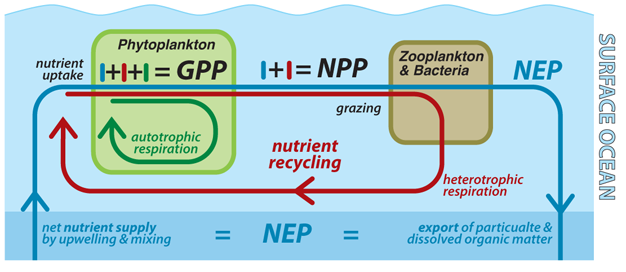 Phytoplankton
nutrient
uptake
I+I+I = GPP
I+I = NPP
Zooplankton
& Bacteria
NEP
grazing
autotrophic
respiration
nutrient
recycling
heterotrophic
respiration
SURFACE OCEAN
net nutrient supply
by upwelling & mixing
= NEP =
export of particualte &
dissolved organic matter